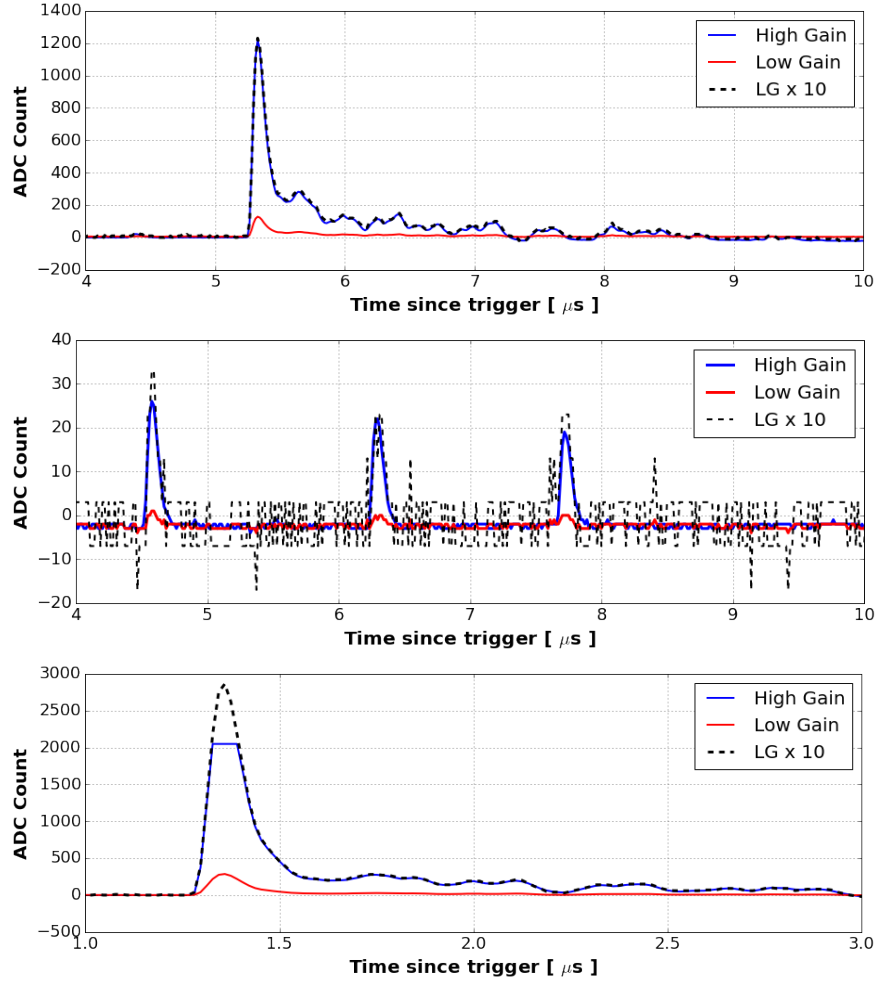 1400
1200
1000
800
600
400
200
0
−200
ADC Count
High Gain
Low Gain
LG x 10
4 5 6 7 8 9 10
Time since trigger [ μs ]
40
30
20
10
0
−10
−20
ADC Count
High Gain
Low Gain
LG x 10
4 5 6 7 8 9 10
Time since trigger [ μs ]
3000
2500
2000
1500
1000
500
0
−500
ADC Count
High Gain
Low Gain
LG x 10
1.0 1.5 2.0 2.5 3.0
Time since trigger [ μs ]